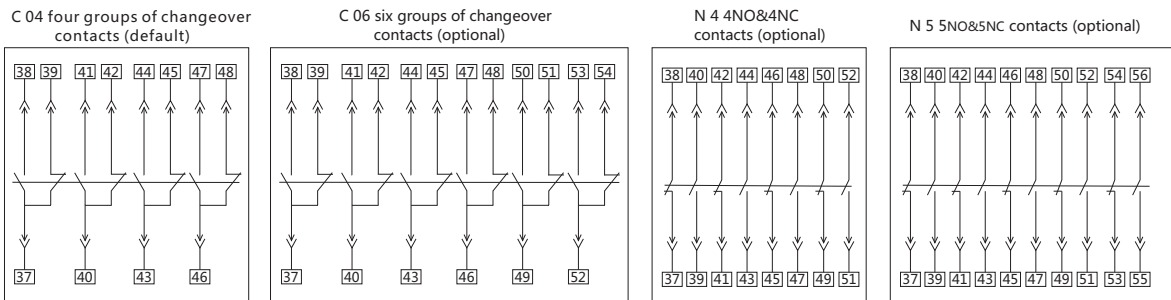 C 04 four groups of changeover
contacts (default)
38 39 41 42 44 45 47 48
37 40 43 46
C 06 six groups of changeover
contacts (optional)
38 39 41 42 44 45 47 48 50 51 53 54
37 40 43 46 49 52
N 4 4NO&4NC
contacts (optional)
38 40 42 44 46 48 50 52
37 39 41 43 45 47 49 51
N 5 5NO&5NC contacts (optional)
38 40 42 44 46 48 50 52 54 56
37 39 41 43 45 47 49 51 53 55